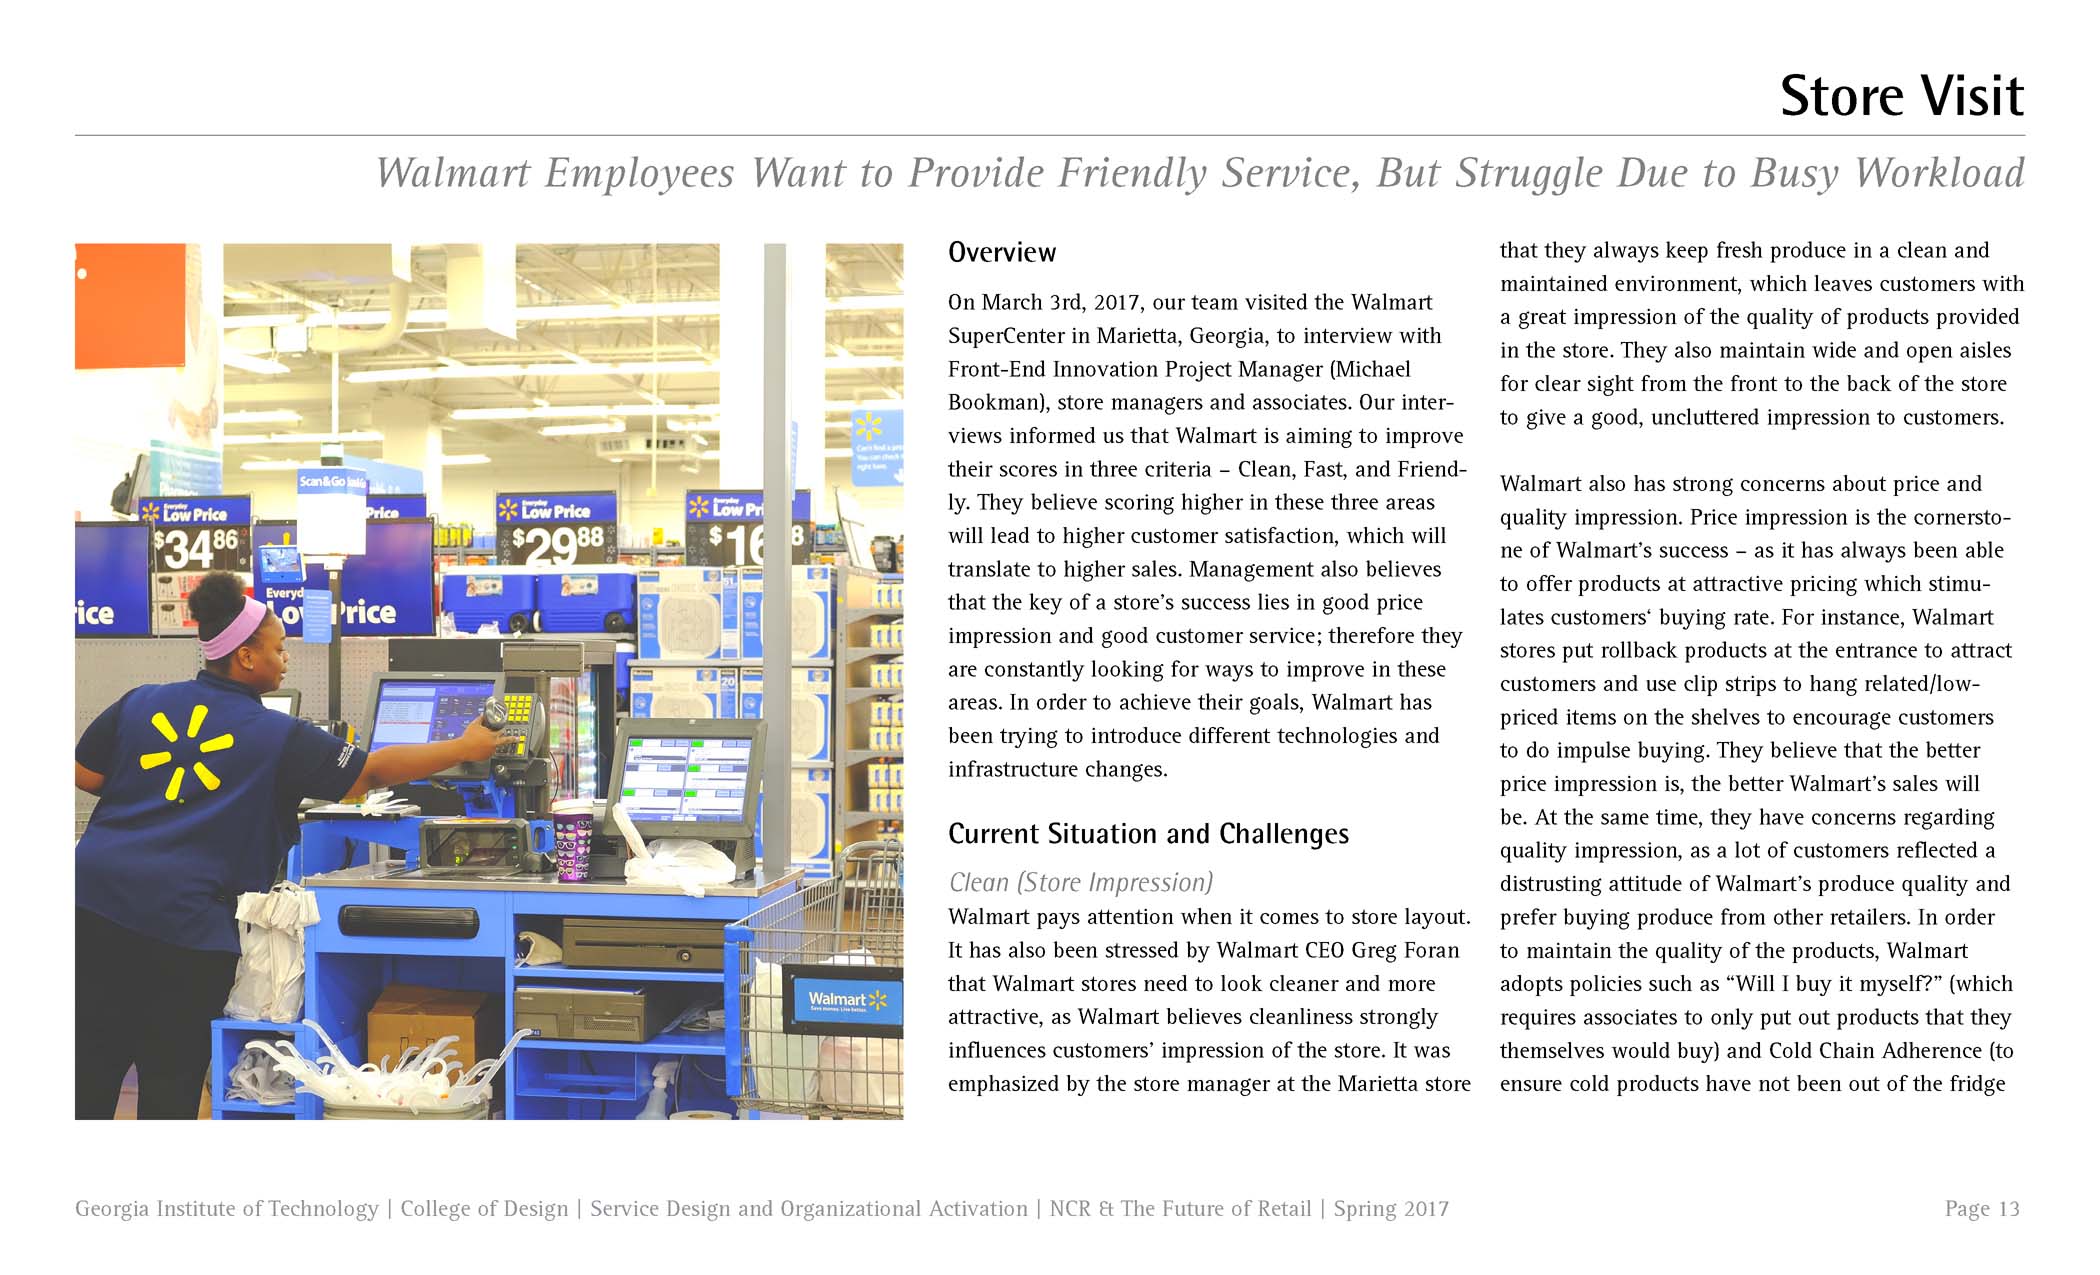 Store Visit
Walmart Employees Want to Provide Friendly Service, But Struggle Due to Busy Workload
Scan & Go
Everyday
Low Price
$34 86
Price
Everyday
Low Price
$29 88
Everyday
$16 8
ice
Low Price
Walmart
Save money. Live better.
Overview
On March 3rd, 2017, our team visited the Walmart
SuperCenter in Marietta, Georgia, to interview with
Front-End Innovation Project Manager (Michael
Bookman), store managers and associates. Our inter-
views informed us that Walmart is aiming to improve
their scores in three criteria – Clean, Fast, and Friend-
ly. They believe scoring higher in these three areas
will lead to higher customer satisfaction, which will
translate to higher sales. Management also believes
that the key of a store's success lies in good price
impression and good customer service; therefore they
are constantly looking for ways to improve in these
areas. In order to achieve their goals, Walmart has
been trying to introduce different technologies and
infrastructure changes.
Current Situation and Challenges
Clean (Store Impression)
Walmart pays attention when it comes to store layout.
It has also been stressed by Walmart CEO Greg Foran
that Walmart stores need to look cleaner and more
attractive, as Walmart believes cleanliness strongly
influences customers' impression of the store. It was
emphasized by the store manager at the Marietta store
that they always keep fresh produce in a clean and
maintained environment, which leaves customers with
a great impression of the quality of products provided
in the store. They also maintain wide and open aisles
for clear sight from the front to the back of the store
to give a good, uncluttered impression to customers.
Walmart also has strong concerns about price and
quality impression. Price impression is the cornersto-
ne of Walmart's success – as it has always been able
to offer products at attractive pricing which stimu-
lates customers‘ buying rate. For instance, Walmart
stores put rollback products at the entrance to attract
customers and use clip strips to hang related/low-
priced items on the shelves to encourage customers
to do impulse buying. They believe that the better
price impression is, the better Walmart's sales will
be. At the same time, they have concerns regarding
quality impression, as a lot of customers reflected a
distrusting attitude of Walmart's produce quality and
prefer buying produce from other retailers. In order
to maintain the quality of the products, Walmart
adopts policies such as “Will I buy it myself?” (which
requires associates to only put out products that they
themselves would buy) and Cold Chain Adherence (to
ensure cold products have not been out of the fridge
Georgia Institute of Technology | College of Design | Service Design and Organizational Activation | NCR & The Future of Retail | Spring 2017
Page 13